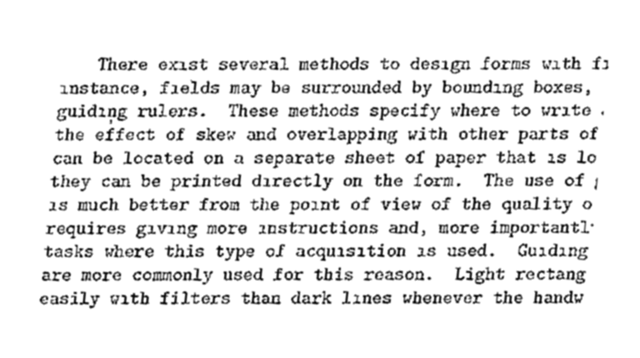 There exist several methods to design forms with fi
instance, fields may be surrounded by bounding boxes,
guiding rulers. These methods specify where to write
the effect of skew and overlapping with other parts of
can be located on a separate sheet of paper that is lo
they can be printed directly on the form. The use of
is much better from the point of view of the quality o
requires giving more instructions and, more importantl
tasks where this type of acquisition is used. Guiding
are more commonly used for this reason. Light rectang
easily with filters than dark lines whenever the handw